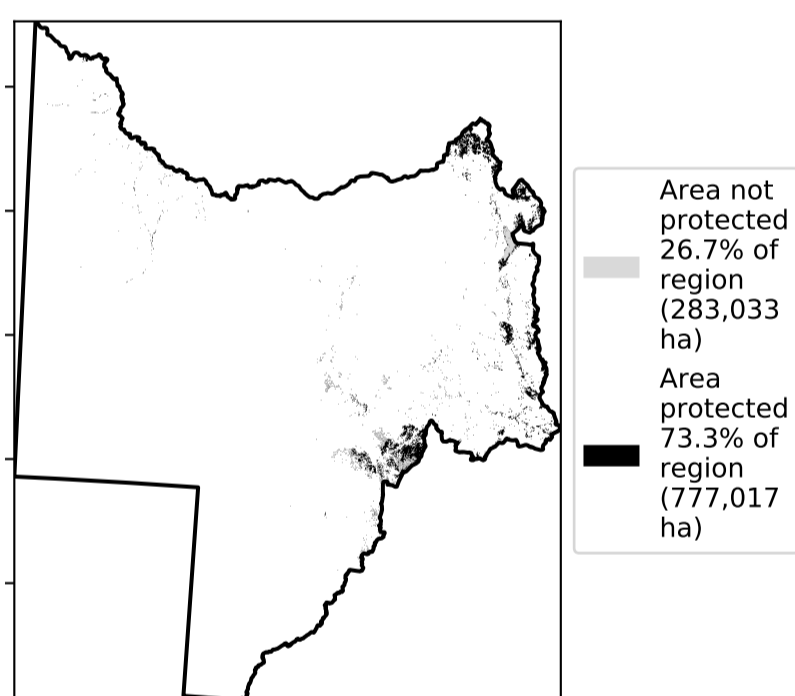 Area not
protected
26.7% of
region
(283,033
ha)
Area
protected
73.3% of
region
(777,017
ha)